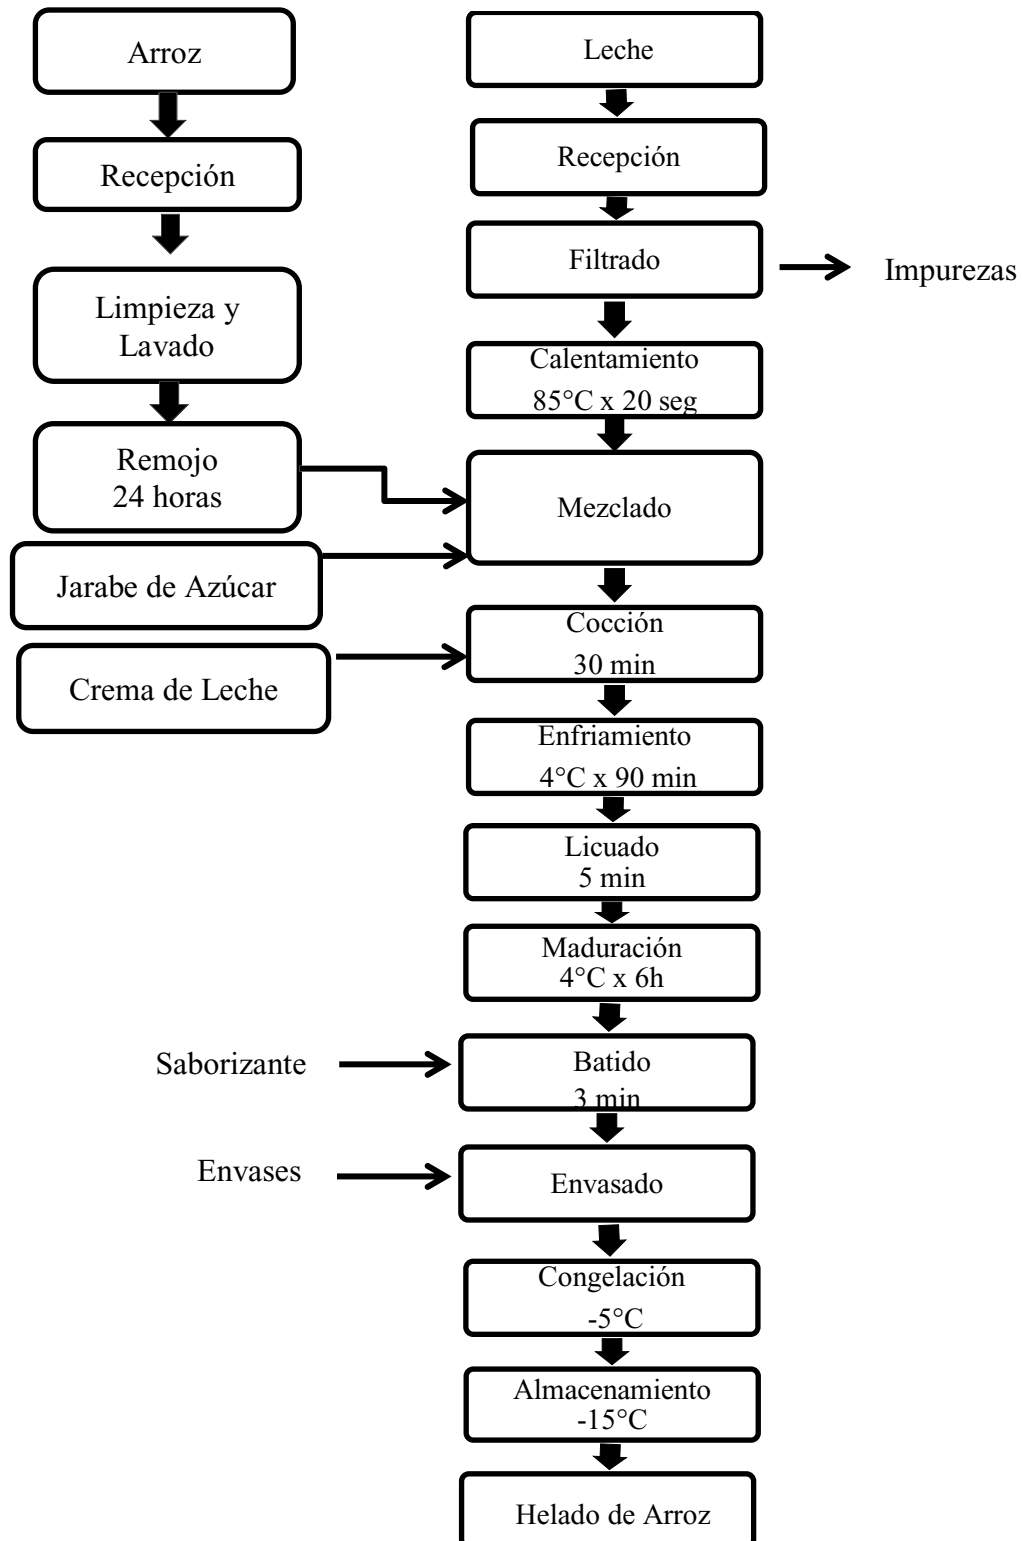 Arroz
Recepción
Limpieza y
Lavado
Remojo
24 horas
Jarabe de Azúcar
Crema de Leche
Leche
Recepción
Filtrado
Impurezas
Calentamiento
85°C x 20 seg
Mezclado
Cocción
30 min
Enfriamiento
4°C x 90 min
Licuado
5 min
Maduración
4°C x 6h
Saborizante
Batido
3 min
Envases
Envasado
Congelación
-5°C
Almacenamiento
-15°C
Helado de Arroz